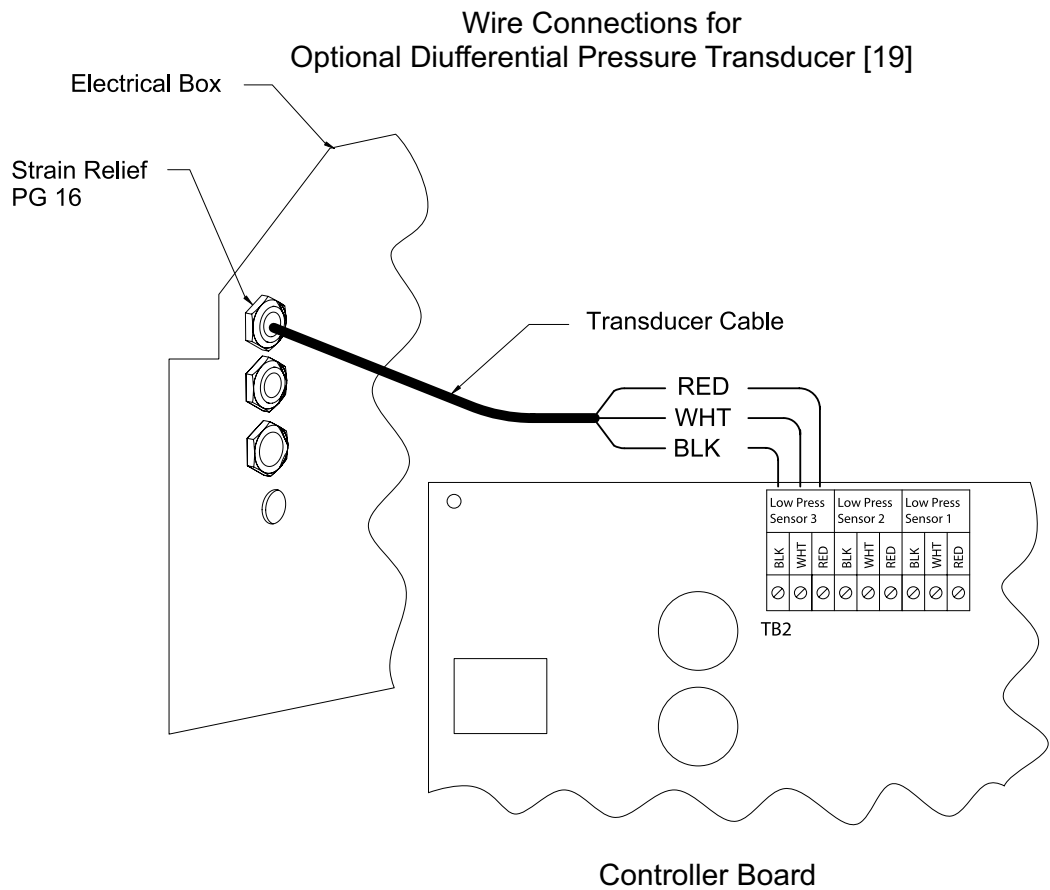 Wire Connections for
Optional Diufferential Pressure Transducer [19]
Electrical Box
Strain Relief
PG 16
Transducer Cable
RED
WHT
BLK
Low Press
Sensor 3
Low Press
Sensor 2
Low Press
Sensor 1
BLK
WHT
RED
BLK
WHT
RED
BLK
WHT
RED
TB2
Controller Board